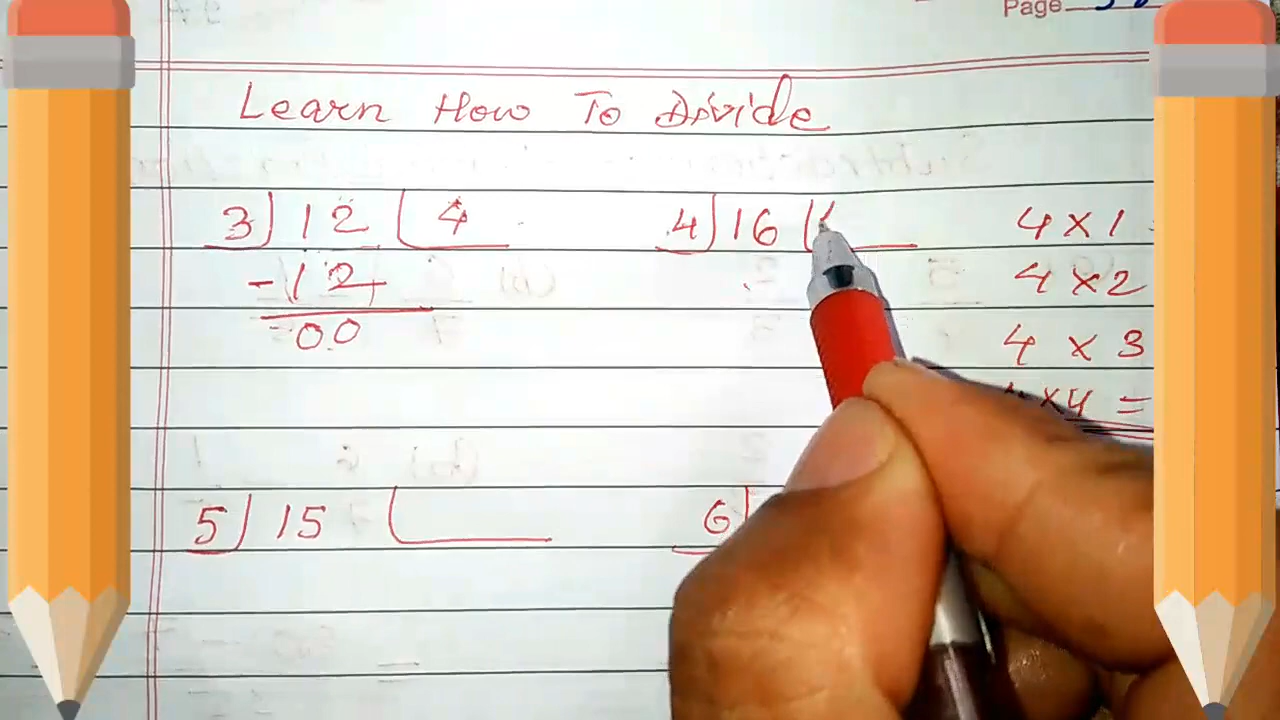 Page
Learn How To Divide
3) 12 ( 4
- 12
00
4) 16 (
4 x 1
4 x 2
4 x 3
x 4 =
5) 15 (
6)